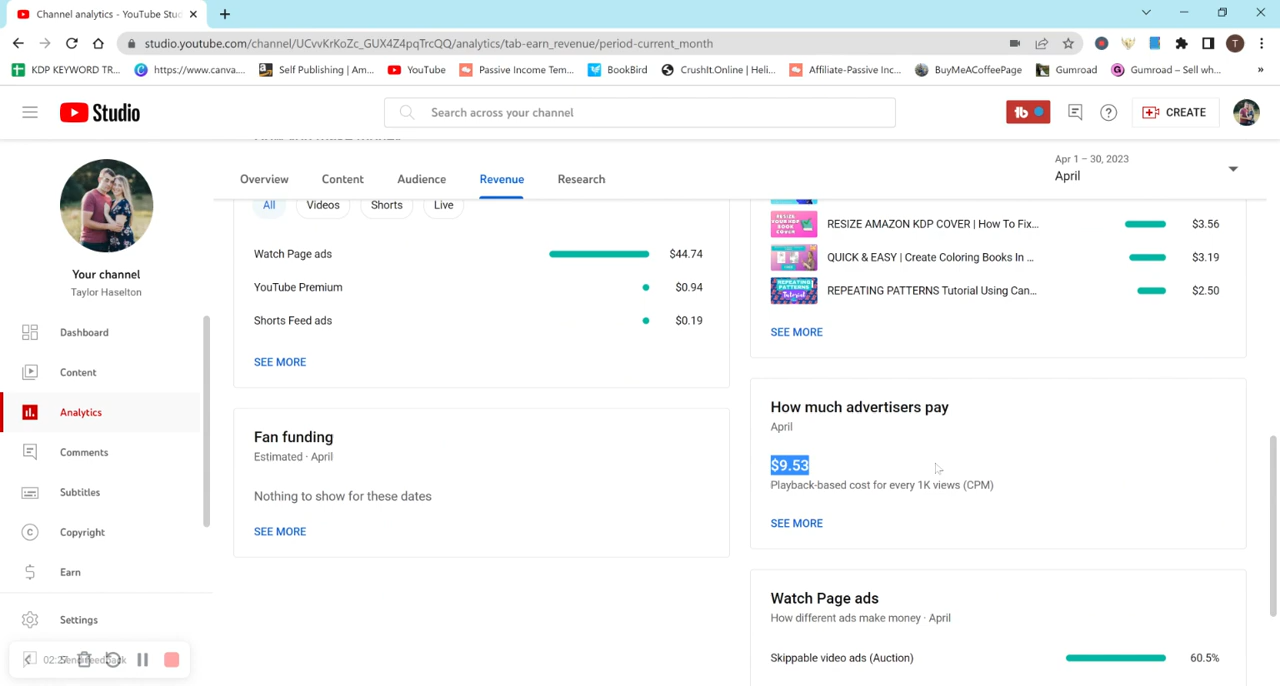 Channel analytics - YouTube Stud
studio.youtube.com/channel/UCvvKrKoZc_GUX4Z4pqTrcQQ/analytics/tab-earn_revenue/period-current_month
T
KDP KEYWORD TR...
https://www.canva...
Self Publishing | Am...
YouTube
Passive Income Tem...
BookBird
CrushIt.Online | Heli...
Affiliate-Passive Inc...
BuyMeACoffeePage
Gumroad
Gumroad – Sell wh...
»
Studio
Search across your channel
tb
CREATE
Apr 1 – 30, 2023
April
Overview
Content
Audience
Revenue
Research
Your channel
Taylor Haselton
Dashboard
Content
Analytics
Comments
Subtitles
Copyright
Earn
Settings
All
Videos
Shorts
Live
Watch Page ads
$44.74
YouTube Premium
$0.94
Shorts Feed ads
$0.19
SEE MORE
Fan funding
Estimated · April
Nothing to show for these dates
SEE MORE
RESIZE AMAZON KDP COVER | How To Fix...
$3.56
QUICK & EASY | Create Coloring Books In ...
$3.19
REPEATING PATTERNS Tutorial Using Can...
$2.50
SEE MORE
How much advertisers pay
April
$9.53
Playback-based cost for every 1K views (CPM)
SEE MORE
Watch Page ads
How different ads make money · April
Skippable video ads (Auction)
60.5%